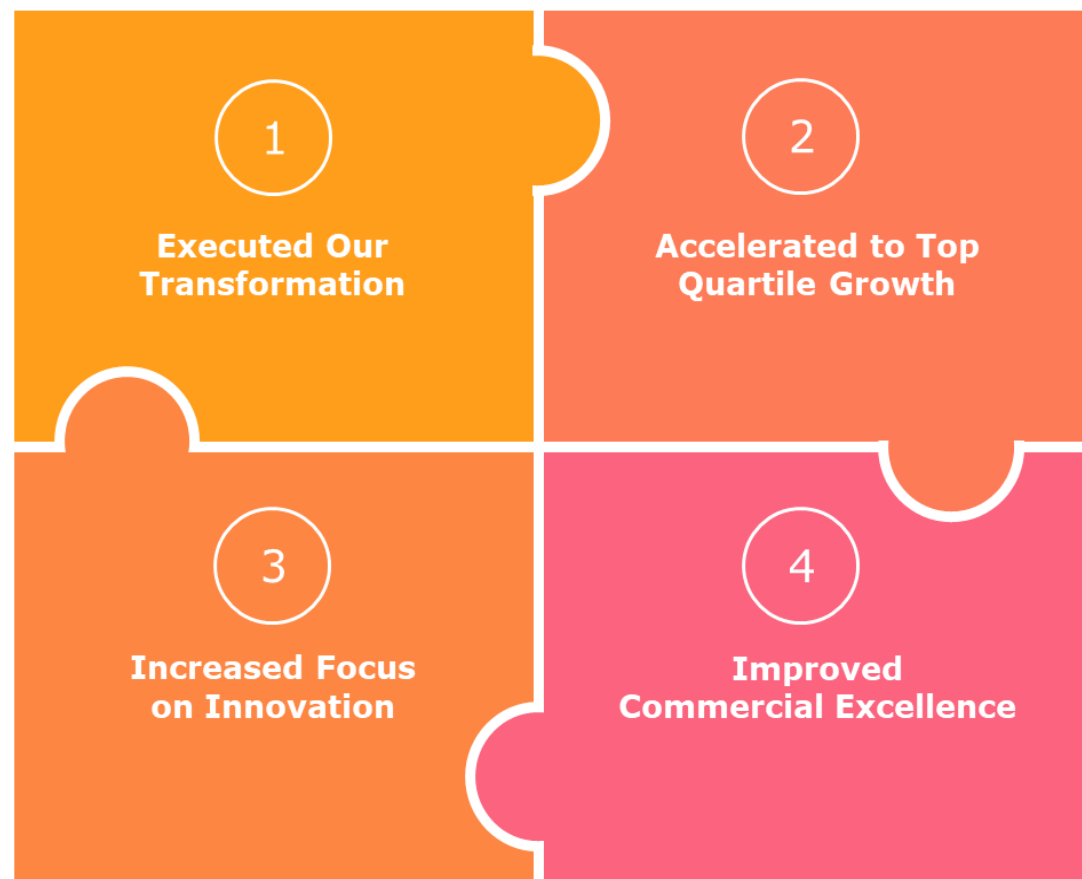 1
Executed Our
Transformation
2
Accelerated to Top
Quartile Growth
3
Increased Focus
on Innovation
4
Improved
Commercial Excellence